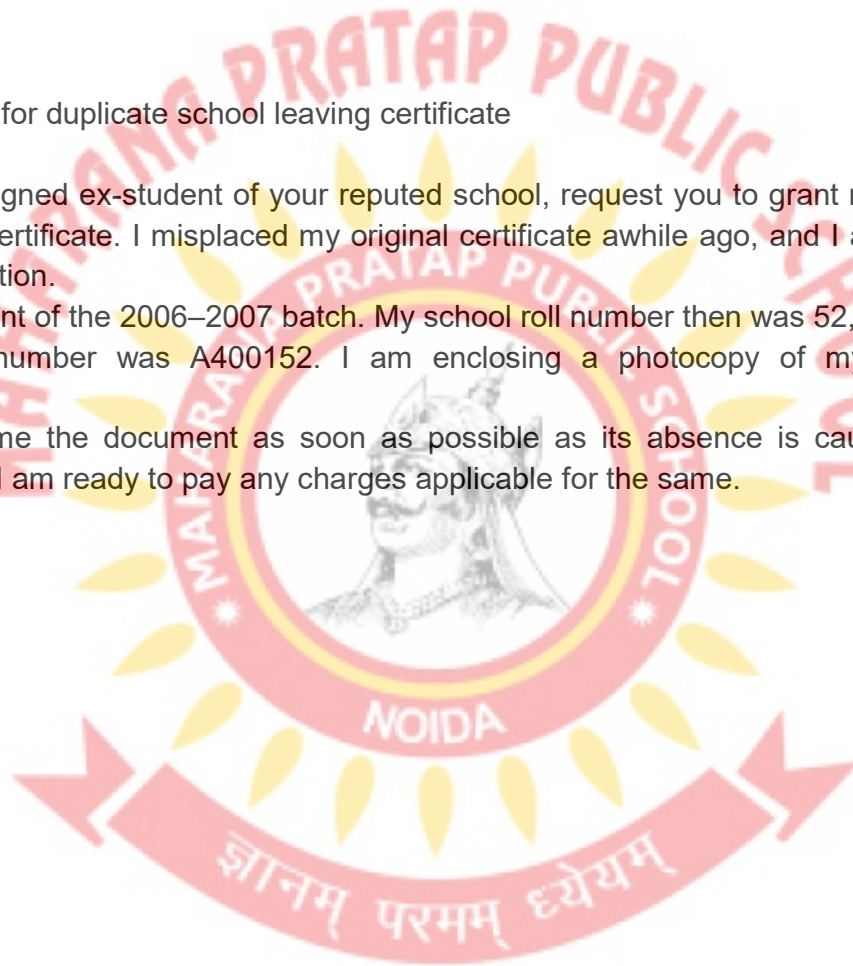 MAHARANA PRATAP PUBLIC SCHOOL
for duplicate school leaving certificate
gned ex-student of your reputed school, request you to grant
ertificate. I misplaced my original certificate awhile ago, and I
tion.
nt of the 2006–2007 batch. My school roll number then was 52,
number was A400152. I am enclosing a photocopy of my
me the document as soon as possible as its absence is cau
I am ready to pay any charges applicable for the same.
MAHARANA PRATAP PUBLIC SCHOOL
NOIDA
ज्ञानम् परमम् ध्येयम्